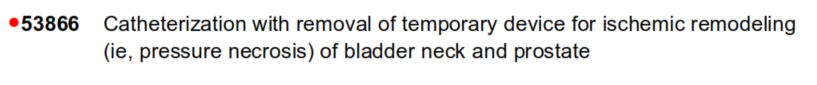 ●53866 Catheterization with removal of temporary device for ischemic remodeling
(ie, pressure necrosis) of bladder neck and prostate